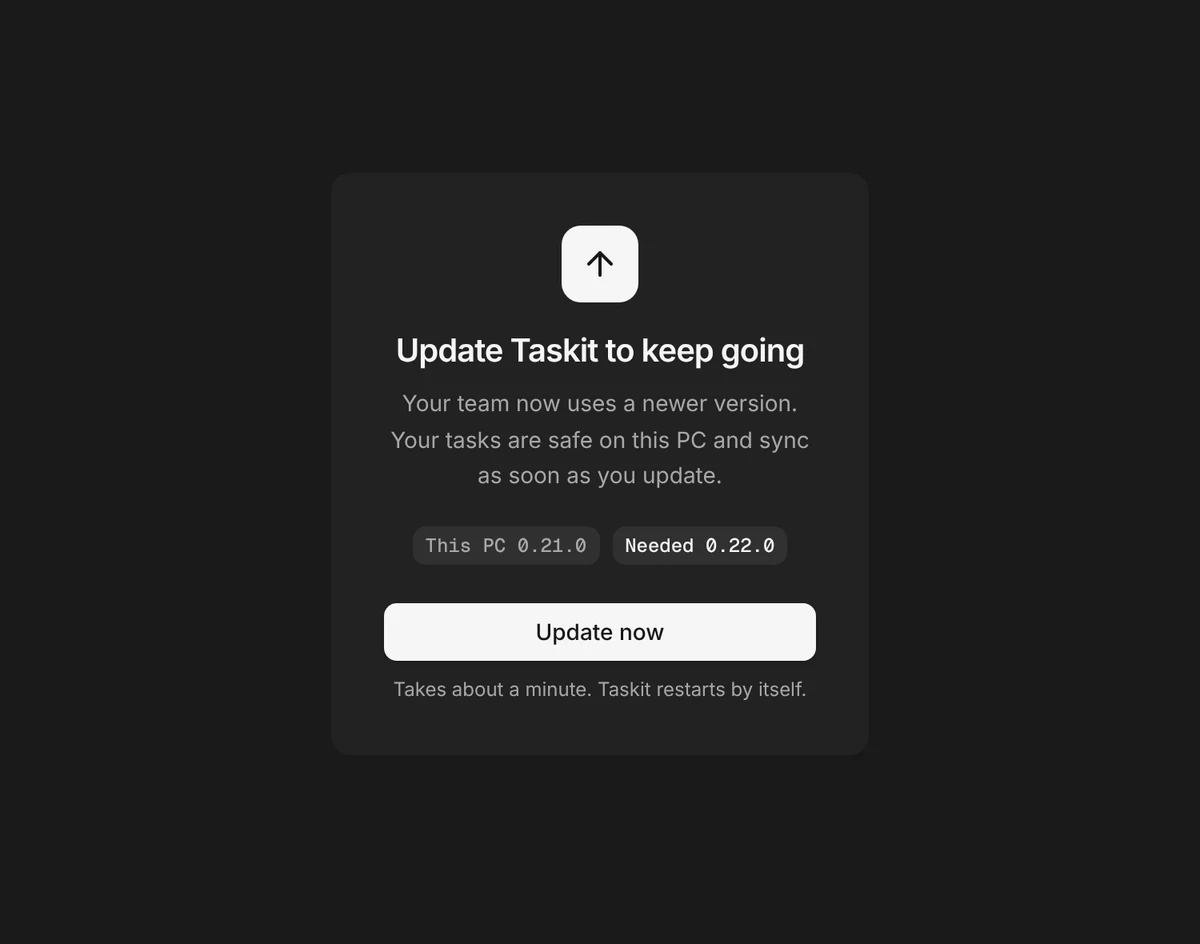 Update Taskit to keep going
Your team now uses a newer version.
Your tasks are safe on this PC and sync
as soon as you update.
This PC 0.21.0 Needed 0.22.0
Update now
Takes about a minute. Taskit restarts by itself.